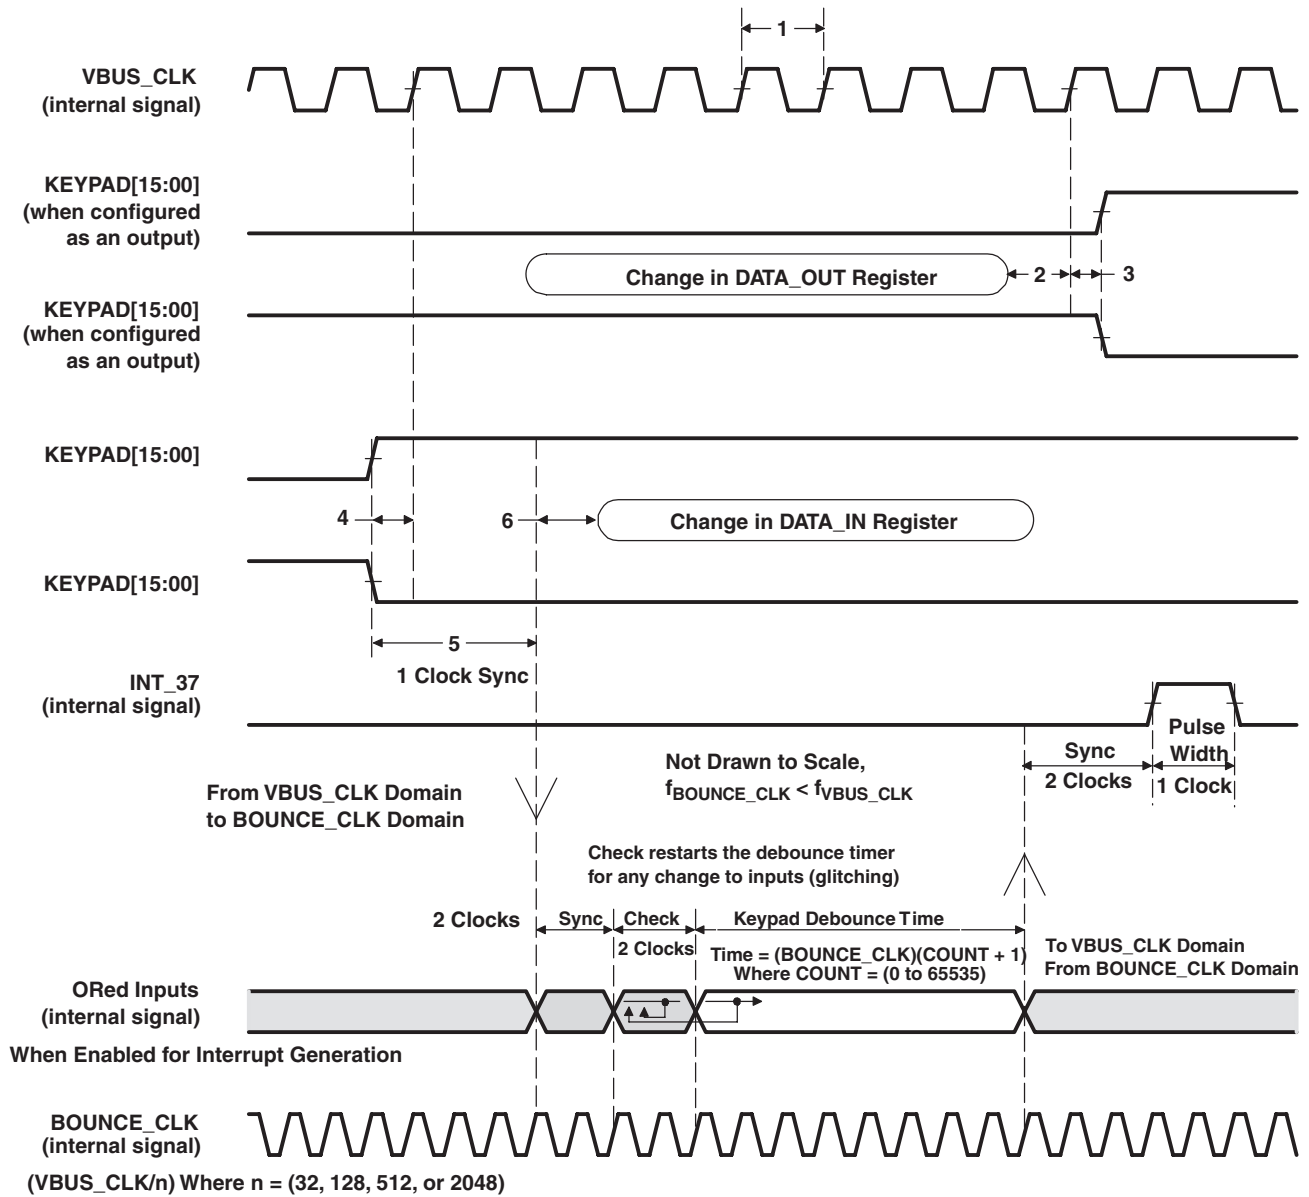 1
VBUS_CLK
(internal signal)
KEYPAD[15:00]
(when configured
as an output)
Change in DATA_OUT Register
2
3
KEYPAD[15:00]
(when configured
as an output)
KEYPAD[15:00]
4
6
Change in DATA_IN Register
KEYPAD[15:00]
5
1 Clock Sync
INT_37
(internal signal)
Pulse
Width
1 Clock
Sync
2 Clocks
Not Drawn to Scale,
fBOUNCE_CLK < fVBUS_CLK
From VBUS_CLK Domain
to BOUNCE_CLK Domain
Check restarts the debounce timer
for any change to inputs (glitching)
2 Clocks
Sync
Check
2 Clocks
Keypad Debounce Time
Time = (BOUNCE_CLK)(COUNT + 1)
Where COUNT = (0 to 65535)
To VBUS_CLK Domain
From BOUNCE_CLK Domain
ORed Inputs
(internal signal)
When Enabled for Interrupt Generation
BOUNCE_CLK
(internal signal)
(VBUS_CLK/n) Where n = (32, 128, 512, or 2048)